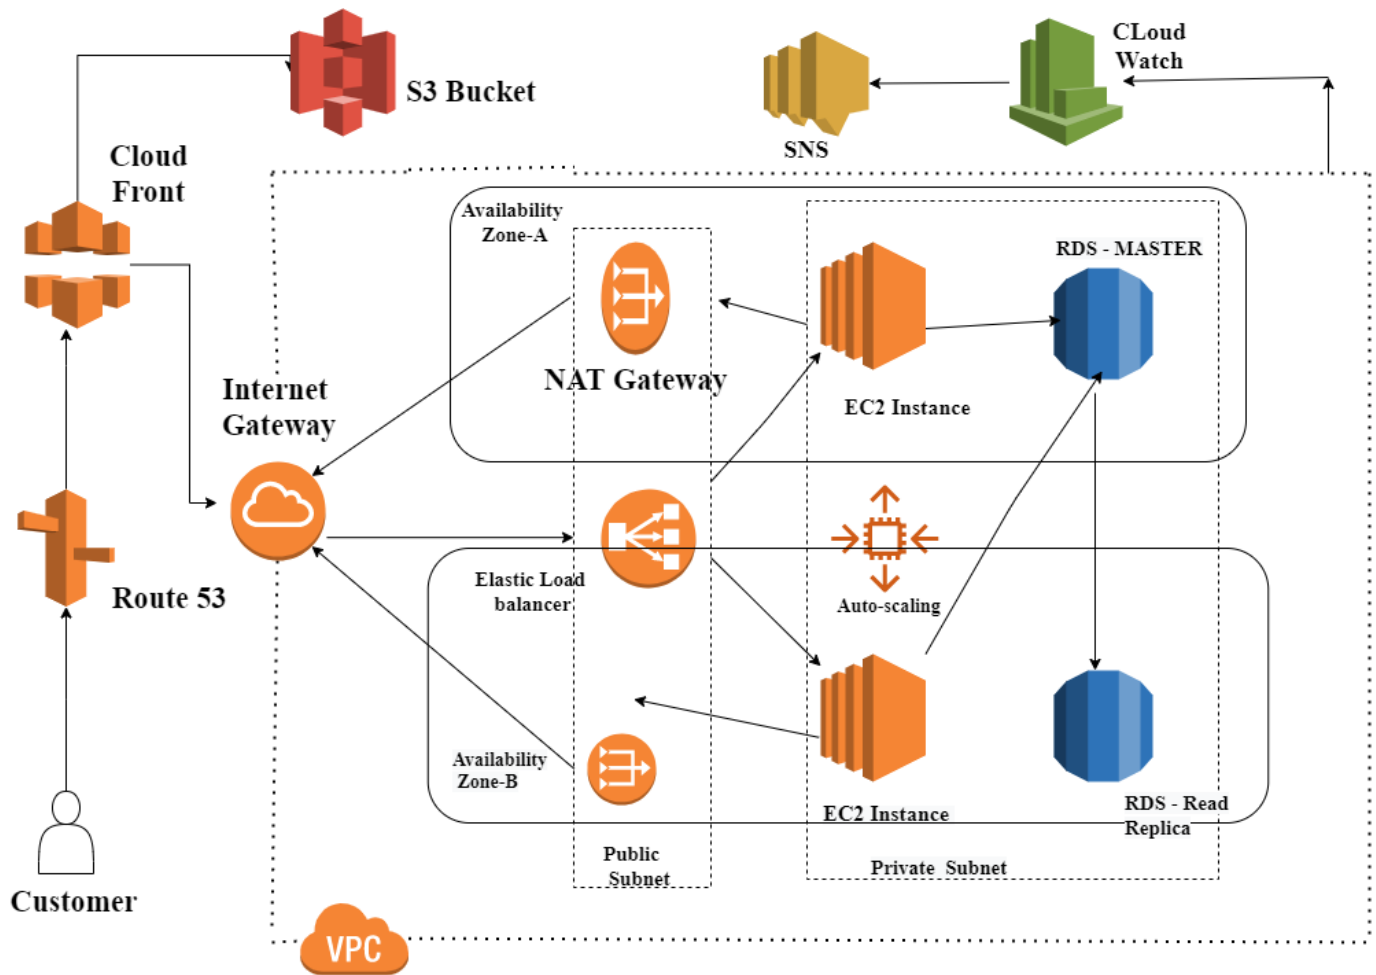 CLoud
Watch
S3 Bucket
SNS
Cloud
Front
Availability
Zone-A
RDS - MASTER
NAT Gateway
Internet
Gateway
EC2 Instance
Elastic Load
balancer
Auto-scaling
Route 53
Availability
Zone-B
RDS - Read
Replica
EC2 Instance
Public
Subnet
Private Subnet
Customer
VPC